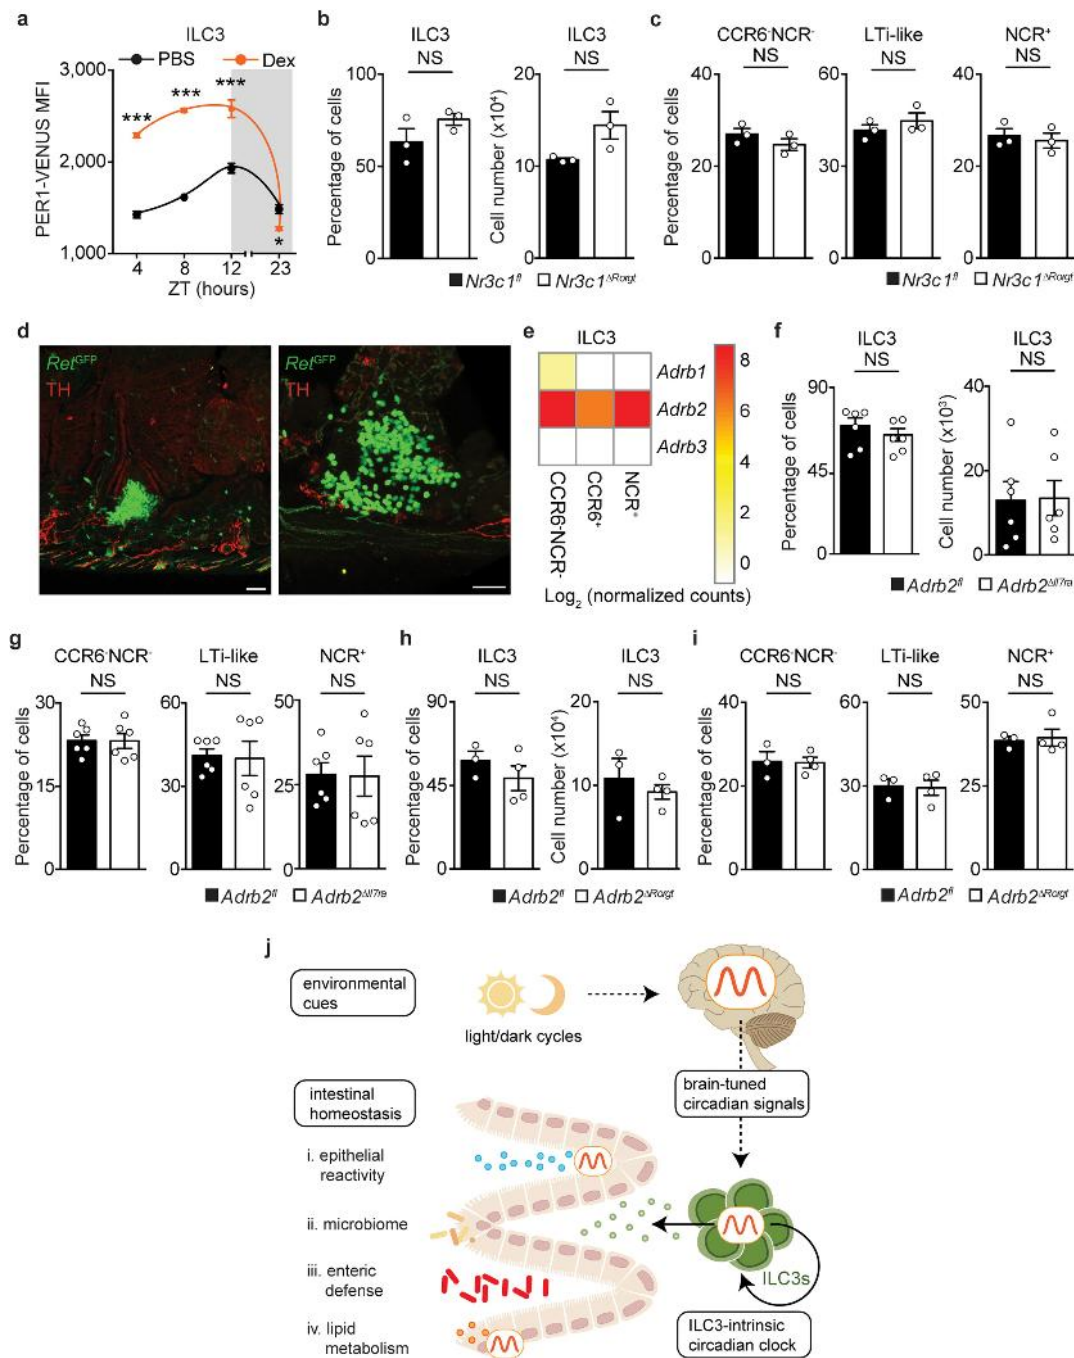 a
ILC3
PBS
Dex
PER1-VENUS MFI
3,000
2,000
1,000
***
***
***
*
4
8
12
23
ZT (hours)
b
ILC3
NS
Percentage of cells
100
50
0
ILC3
NS
Cell number (x10⁴)
20
10
0
Nr3c1ᶠˡ
Nr3c1ΔRorgt
c
CCR6⁻NCR⁻
NS
Percentage of cells
40
20
0
LTi-like
NS
60
30
0
NCR⁺
NS
40
20
0
Nr3c1ᶠˡ
Nr3c1ΔRorgt
d
RetGFP
TH
RetGFP
TH
e
ILC3
Adrb1
Adrb2
Adrb3
CCR6⁻NCR⁻
CCR6⁺
NCR⁺
8
6
4
2
0
Log₂ (normalized counts)
f
ILC3
NS
Percentage of cells
90
45
0
ILC3
NS
Cell number (x10³)
40
20
0
Adrb2ᶠˡ
Adrb2ΔIl7ra
g
CCR6⁻NCR⁻
NS
Percentage of cells
30
15
0
LTi-like
NS
60
30
0
NCR⁺
NS
50
25
0
Adrb2ᶠˡ
Adrb2ΔIl7ra
h
ILC3
NS
Percentage of cells
90
45
0
ILC3
NS
Cell number (x10⁴)
20
10
0
Adrb2ᶠˡ
Adrb2ΔRorgt
i
CCR6⁻NCR⁻
NS
Percentage of cells
40
20
0
LTi-like
NS
60
30
0
NCR⁺
NS
50
25
0
Adrb2ᶠˡ
Adrb2ΔRorgt
j
environmental
cues
light/dark cycles
brain-tuned
circadian signals
intestinal
homeostasis
i. epithelial
reactivity
ii. microbiome
iii. enteric
defense
iv. lipid
metabolism
ILC3s
ILC3-intrinsic
circadian clock